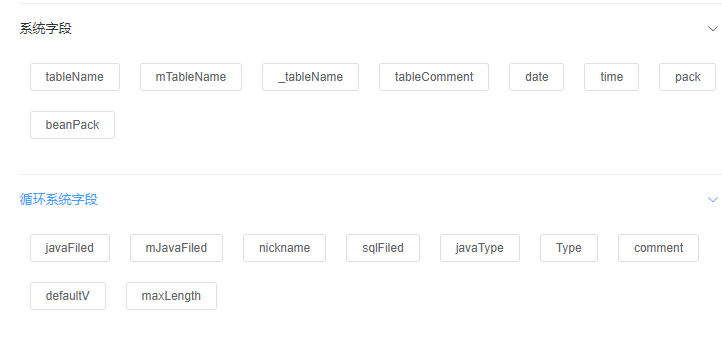 系统字段
tableName mTableName _tableName tableComment date time pack
beanPack
循环系统字段
javaFiled mJavaFiled nickname sqlFiled javaType Type comment
defaultV maxLength